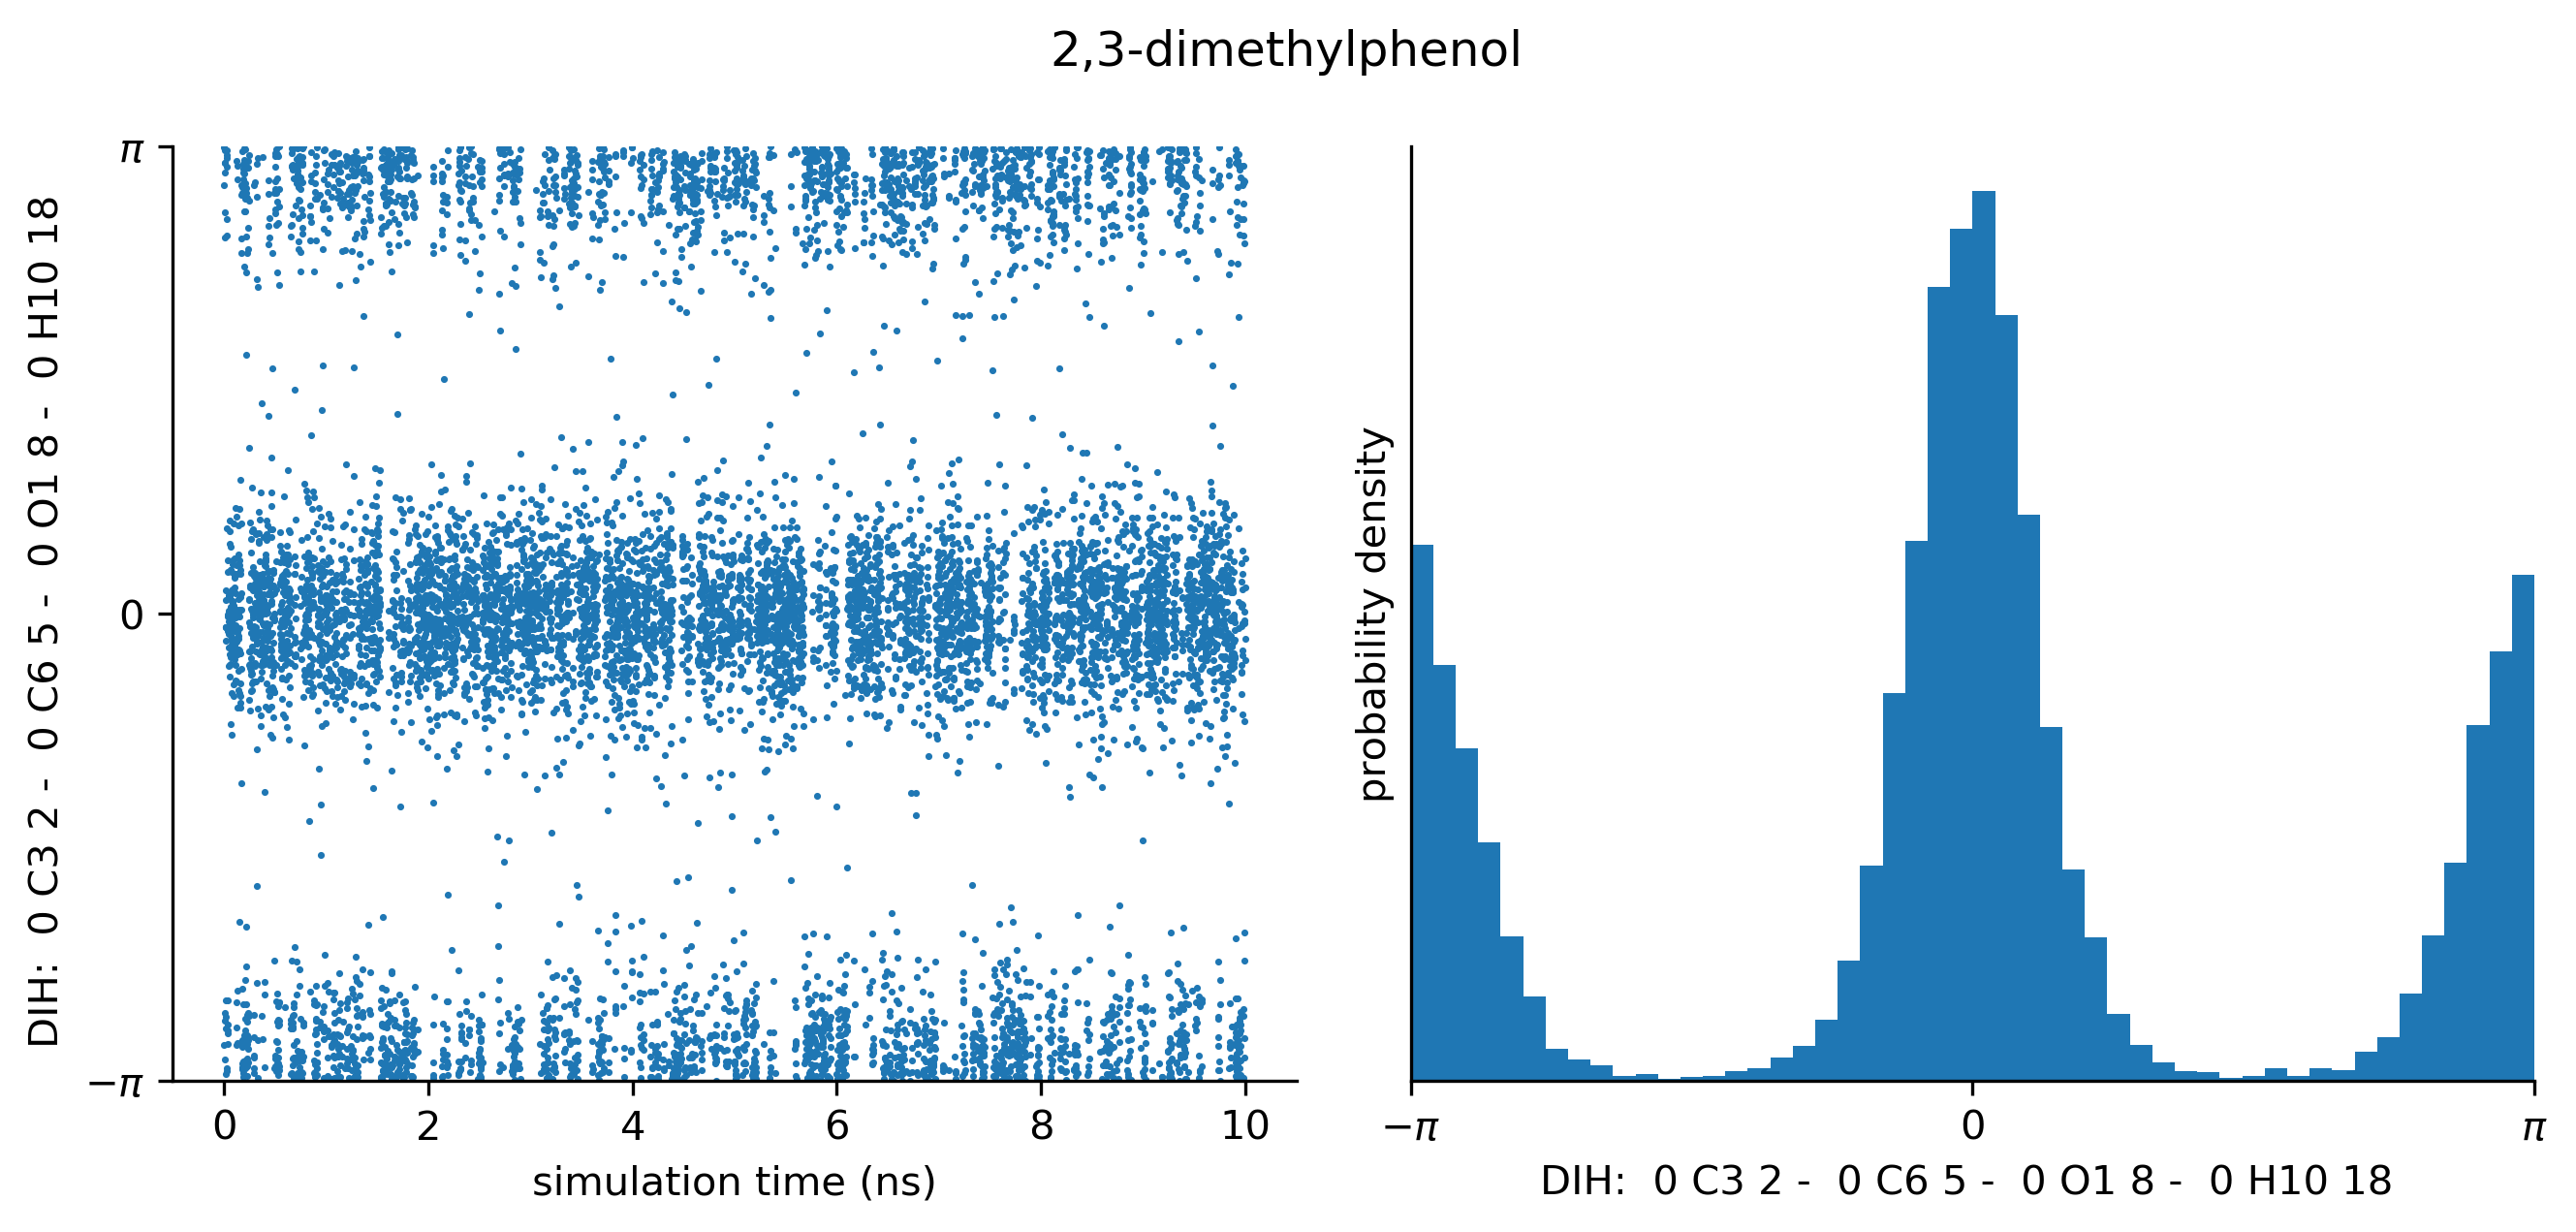 2,3-dimethylphenol
DIH:  0 C3 2 -  0 C6 5 -  0 O1 8 -  0 H10 18
π
0
−π
0 2 4 6 8 10
simulation time (ns)
probability density
−π 0 π
DIH:  0 C3 2 -  0 C6 5 -  0 O1 8 -  0 H10 18